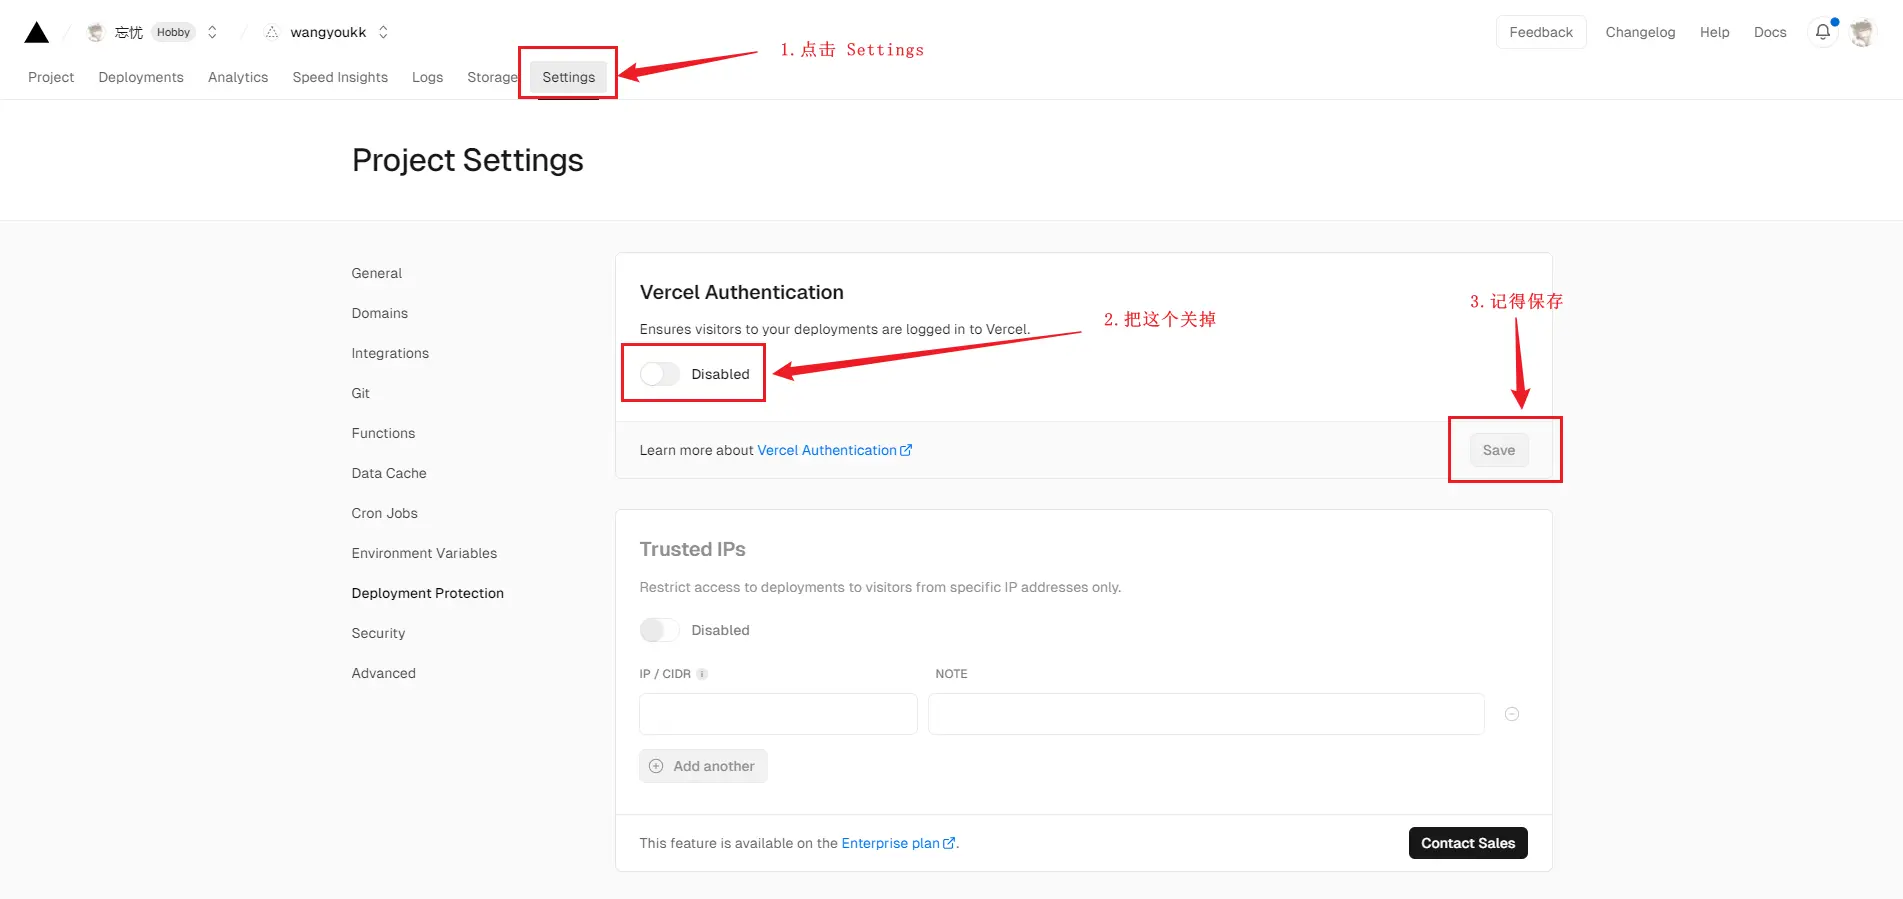 忘忧 Hobby wangyoukk Feedback Changelog Help Docs
Project Deployments Analytics Speed Insights Logs Storage Settings
1.点击 Settings
Project Settings
General
Domains
Integrations
Git
Functions
Data Cache
Cron Jobs
Environment Variables
Deployment Protection
Security
Advanced
Vercel Authentication
Ensures visitors to your deployments are logged in to Vercel.
2.把这个关掉
3.记得保存
Disabled
Learn more about Vercel Authentication
Save
Trusted IPs
Restrict access to deployments to visitors from specific IP addresses only.
Disabled
IP / CIDR NOTE
Add another
This feature is available on the Enterprise plan.
Contact Sales